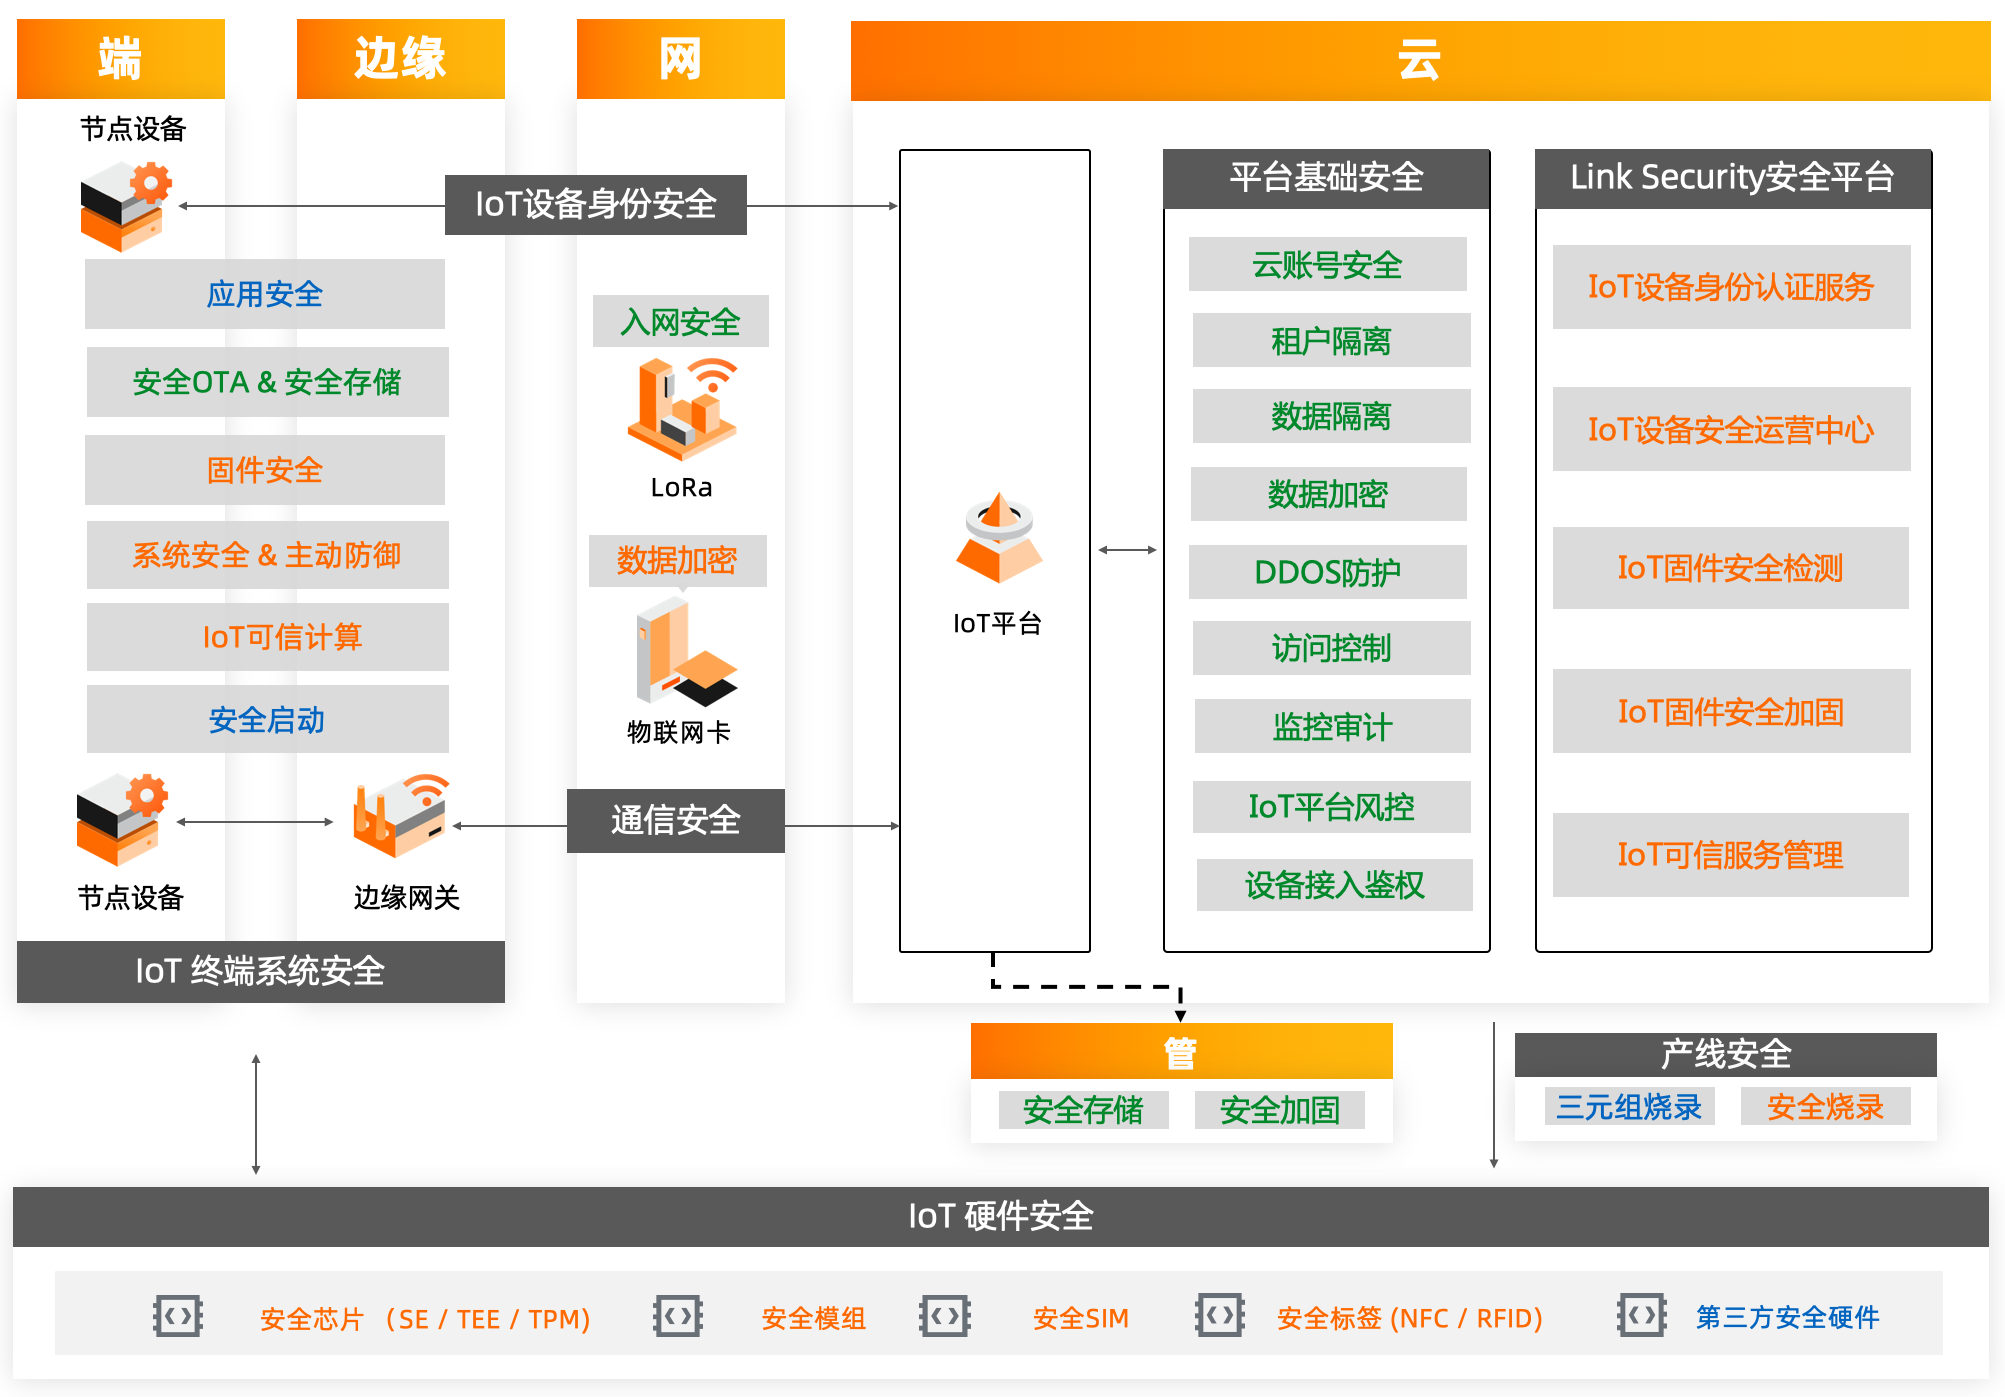 端
边缘
网
云
节点设备
IoT设备身份安全
应用安全
安全OTA & 安全存储
固件安全
系统安全 & 主动防御
IoT可信计算
安全启动
节点设备
边缘网关
IoT 终端系统安全
入网安全
LoRa
数据加密
物联网卡
通信安全
IoT平台
平台基础安全
云账号安全
租户隔离
数据隔离
数据加密
DDOS防护
访问控制
监控审计
IoT平台风控
设备接入鉴权
Link Security安全平台
IoT设备身份认证服务
IoT设备安全运营中心
IoT固件安全检测
IoT固件安全加固
IoT可信服务管理
管
安全存储
安全加固
产线安全
三元组烧录
安全烧录
IoT 硬件安全
安全芯片（SE / TEE / TPM)
安全模组
安全SIM
安全标签 (NFC / RFID)
第三方安全硬件